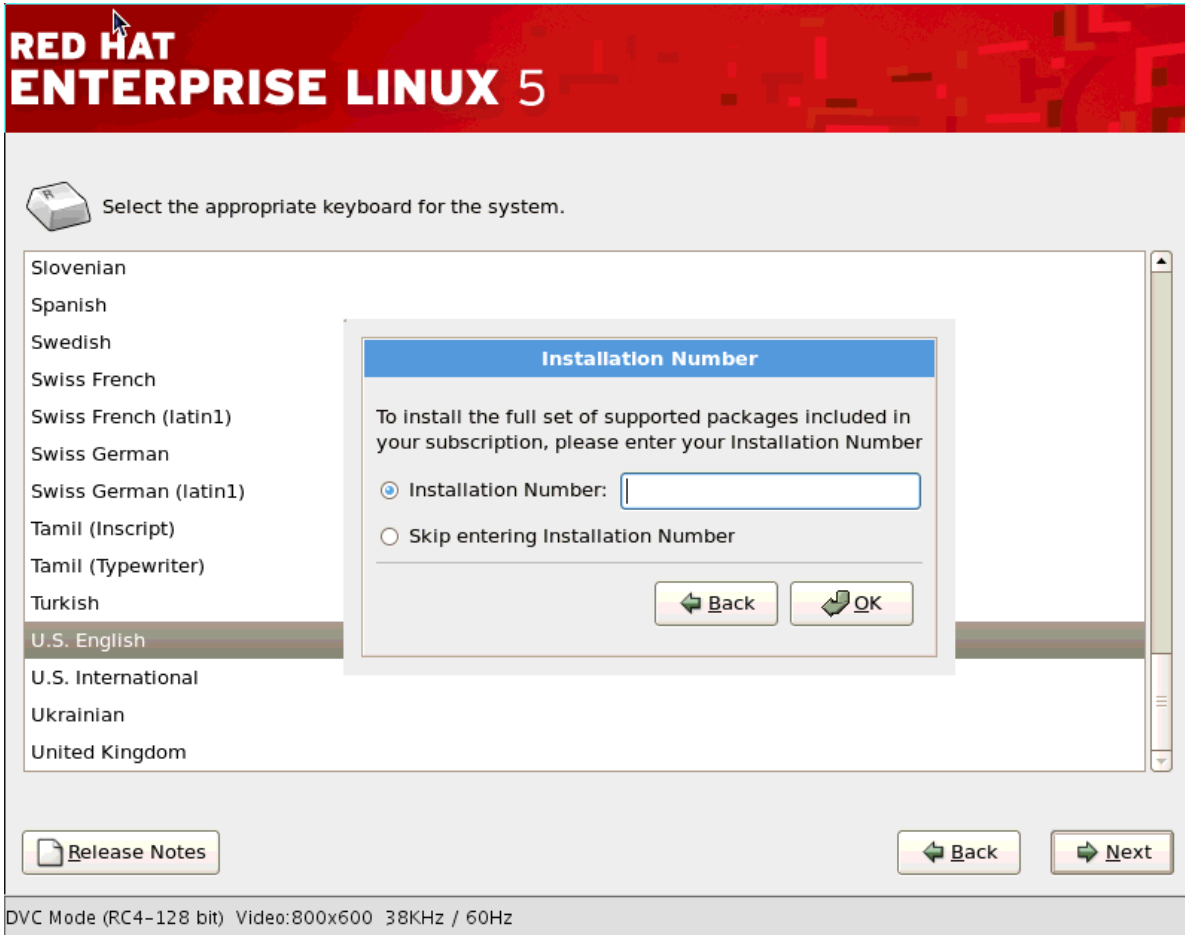 RED HAT
ENTERPRISE LINUX 5
R
Select the appropriate keyboard for the system.
Slovenian
Spanish
Swedish
Swiss French
Swiss French (latin1)
Swiss German
Swiss German (latin1)
Tamil (Inscript)
Tamil (Typewriter)
Turkish
U.S. English
U.S. International
Ukrainian
United Kingdom
Installation Number
To install the full set of supported packages included in
your subscription, please enter your Installation Number
Installation Number:
Skip entering Installation Number
Back
OK
Release Notes
Back
Next
DVC Mode (RC4-128 bit) Video:800x600 38KHz / 60Hz